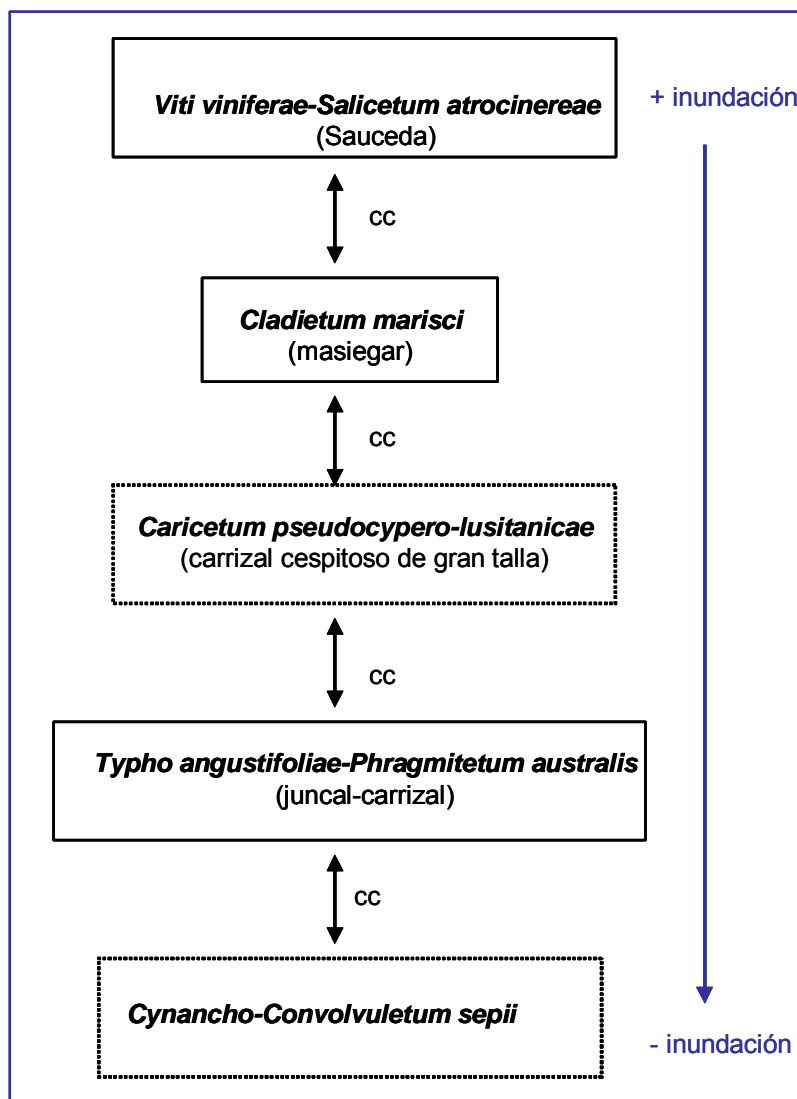 Viti viniferae-Salicetum atrocinereae
(Sauceda)
+ inundación
cc
Cladietum marisci
(masiegar)
cc
Caricetum pseudocypero-lusitanicae
(carrizal cespitoso de gran talla)
cc
Typho angustifoliae-Phragmitetum australis
(juncal-carrizal)
cc
Cynancho-Convolvuletum sepii
- inundación